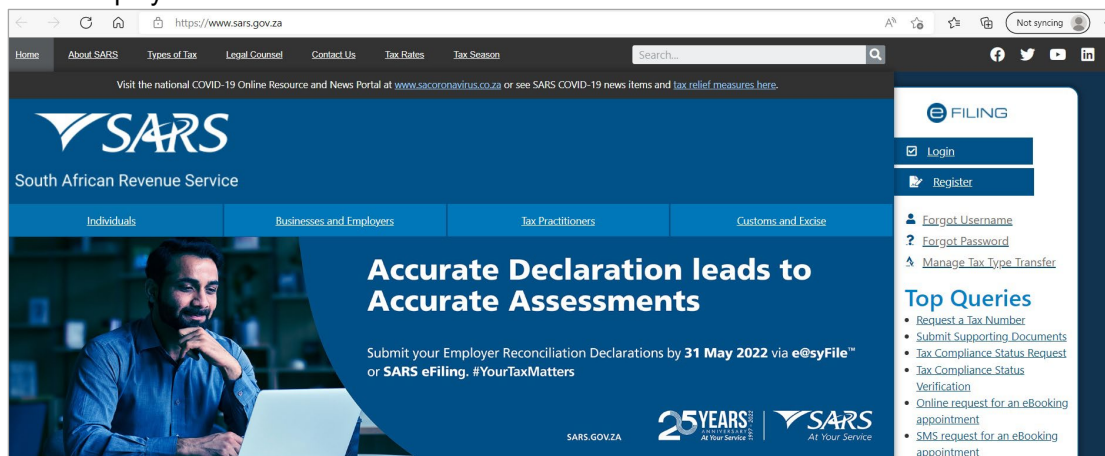 https://www.sars.gov.za
Not syncing
Home About SARS Types of Tax Legal Counsel Contact Us Tax Rates Tax Season Search...
Visit the national COVID-19 Online Resource and News Portal at www.sacoronavirus.co.za or see SARS COVID-19 news items and tax relief measures here.
SARS
South African Revenue Service
Individuals Businesses and Employers Tax Practitioners Customs and Excise
Accurate Declaration leads to
Accurate Assessments
Submit your Employer Reconciliation Declarations by 31 May 2022 via e@syFile™
or SARS eFiling. #YourTaxMatters
SARS.GOV.ZA
25 YEARS
ANNIVERSARY
At Your Service
1997 - 2022
SARS
At Your Service
e FILING
Login
Register
Forgot Username
Forgot Password
Manage Tax Type Transfer
Top Queries
Request a Tax Number
Submit Supporting Documents
Tax Compliance Status Request
Tax Compliance Status
Verification
Online request for an eBooking
appointment
SMS request for an eBooking
appointment